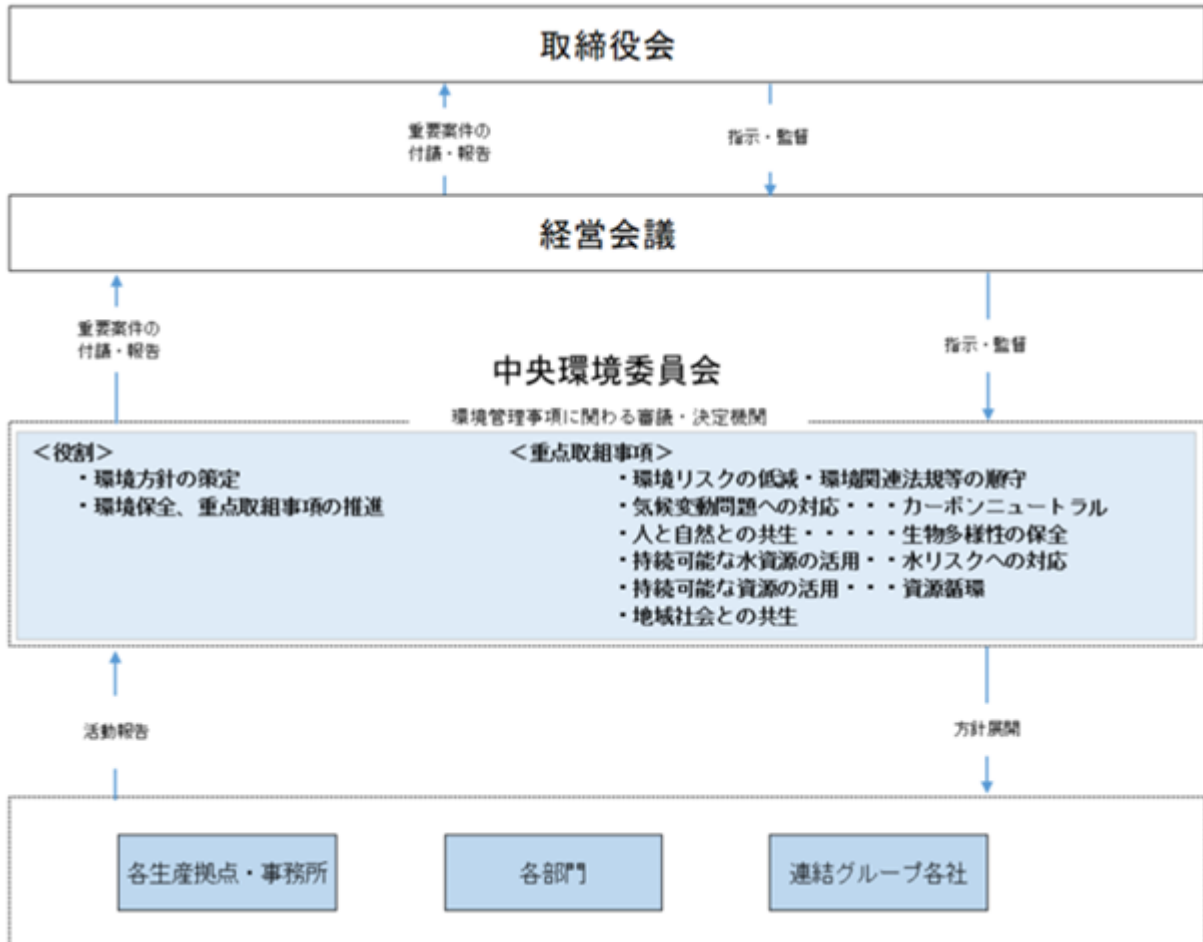 取締役会
重要案件の
付議・報告
指示・監督
経営会議
重要案件の
付議・報告
指示・監督
中央環境委員会
環境管理事項に関わる審議・決定機関
＜役割＞
・環境方針の策定
・環境保全、重点取組事項の推進
＜重点取組事項＞
・環境リスクの低減・環境関連法規等の順守
・気候変動問題への対応・・・カーボンニュートラル
・人と自然との共生・・・・・生物多様性の保全
・持続可能な水資源の活用・・水リスクへの対応
・持続可能な資源の活用・・・資源循環
・地域社会との共生
活動報告
方針展開
各生産拠点・事務所
各部門
連結グループ各社